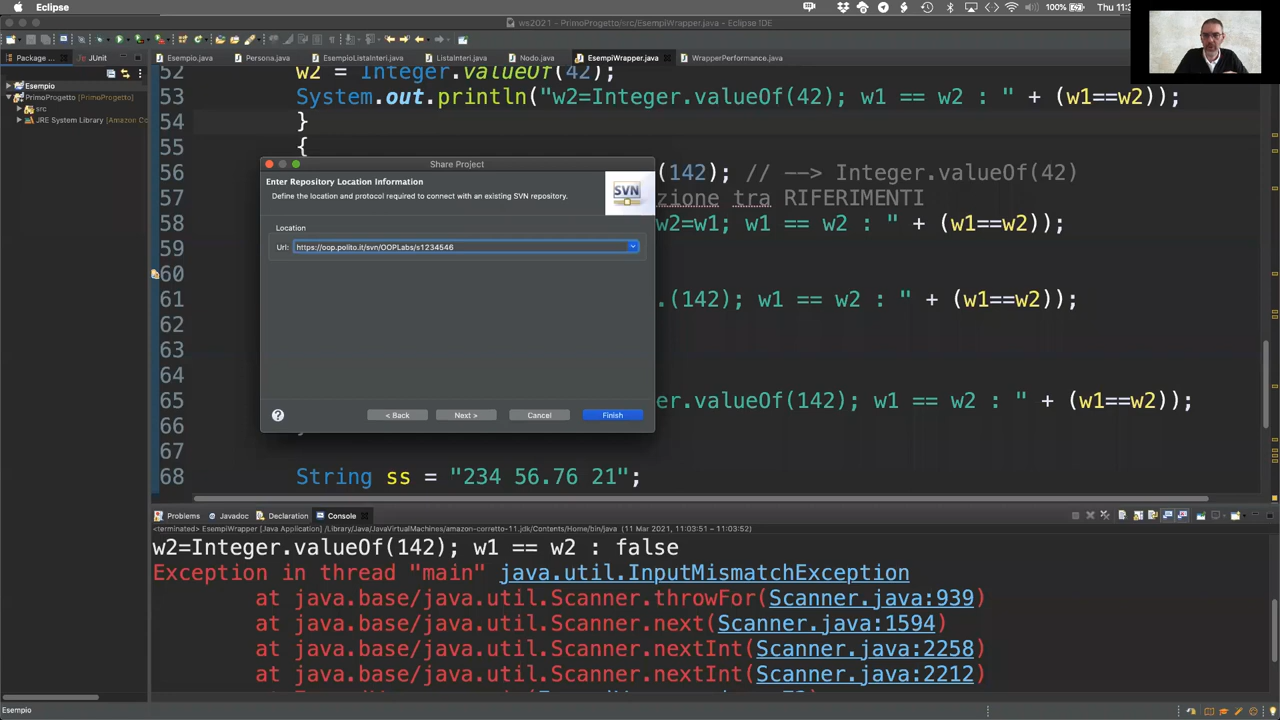 Eclipse
100%
Thu 11:
ws2021 – PrimoProgetto/src/EsempiWrapper.java – Eclipse IDE
Package...
JUnit
Esempio.java
Persona.java
EsempioListaInteri.java
ListaInteri.java
Nodo.java
EsempiWrapper.java
WrapperPerformance.java
Esempio
PrimoProgetto [PrimoProgetto]
src
JRE System Library [Amazon Co
52 w2 = Integer.valueOf(42);
53 System.out.println("w2=Integer.valueOf(42); w1 == w2 : " + (w1==w2));
54 }
55 {
56 (142); // --> Integer.valueOf(42)
57 zione tra RIFERIMENTI
58 w2=w1; w1 == w2 : " + (w1==w2));
59
60
61 .(142); w1 == w2 : " + (w1==w2));
62
63
64
65 er.valueOf(142); w1 == w2 : " + (w1==w2));
66
67
68 String ss = "234 56.76 21";
Share Project
Enter Repository Location Information
Define the location and protocol required to connect with an existing SVN repository.
SVN
Location
Url: https://oop.polito.it/svn/OOPLabs/s1234546
?
< Back
Next >
Cancel
Finish
Problems
Javadoc
Declaration
Console
<terminated> EsempiWrapper [Java Application] /Library/Java/JavaVirtualMachines/amazon-corretto-11.jdk/Contents/Home/bin/java (11 Mar 2021, 11:03:51 – 11:03:52)
w2=Integer.valueOf(142); w1 == w2 : false
Exception in thread "main" java.util.InputMismatchException
at java.base/java.util.Scanner.throwFor(Scanner.java:939)
at java.base/java.util.Scanner.next(Scanner.java:1594)
at java.base/java.util.Scanner.nextInt(Scanner.java:2258)
at java.base/java.util.Scanner.nextInt(Scanner.java:2212)
Esempio